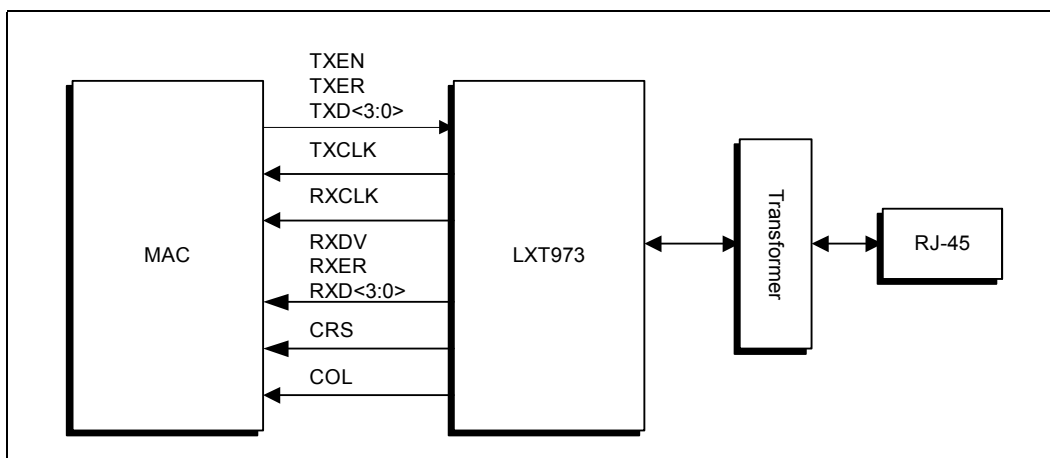 TXEN
TXER
TXD<3:0>
TXCLK
RXCLK
RXDV
RXER
RXD<3:0>
CRS
COL
MAC
LXT973
Transformer
RJ-45